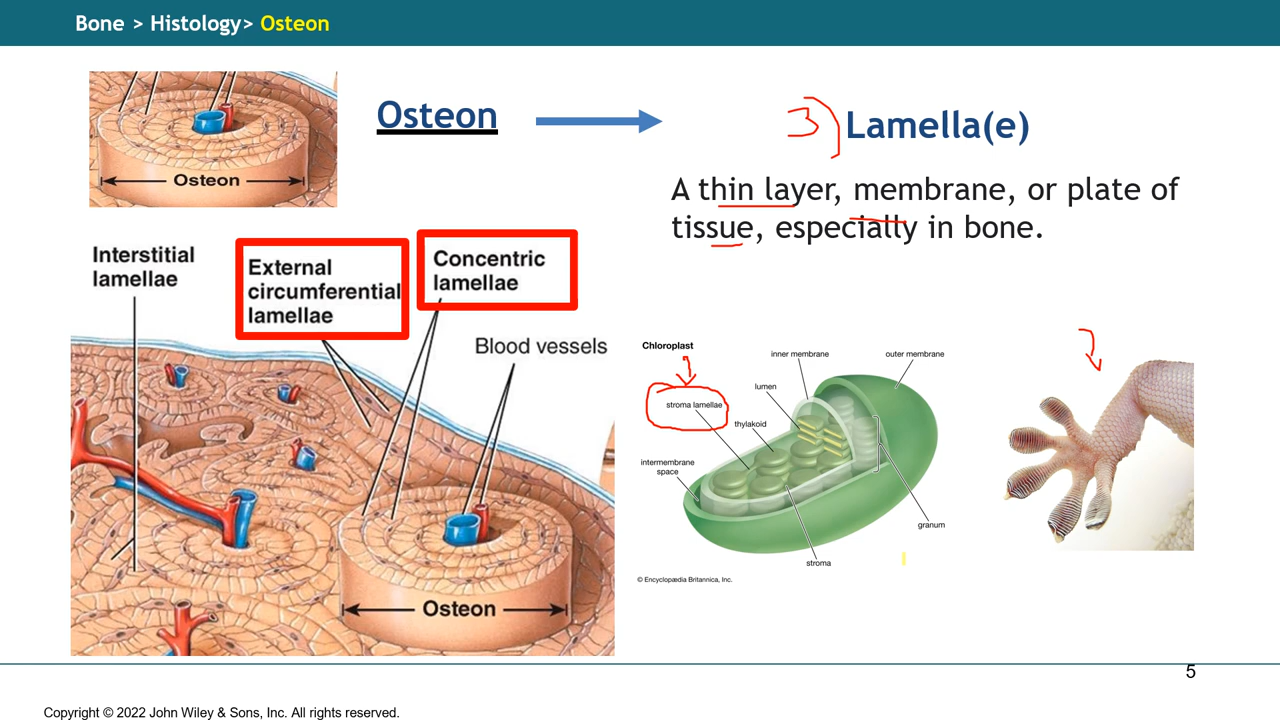 Bone > Histology> Osteon
Osteon
Osteon
3) Lamella(e)
A thin layer, membrane, or plate of
tissue, especially in bone.
Interstitial
lamellae
External
circumferential
lamellae
Concentric
lamellae
Blood vessels
Osteon
Chloroplast
inner membrane
outer membrane
lumen
stroma lamellae
thylakoid
intermembrane
space
granum
stroma
© Encyclopædia Britannica, Inc.
5
Copyright © 2022 John Wiley & Sons, Inc. All rights reserved.